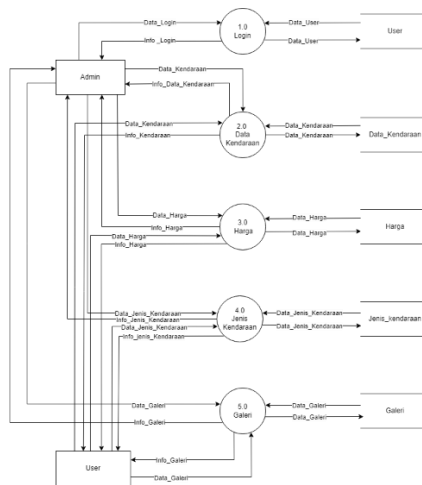 Data_Login
Info _Login
1.0
Login
Data_User
Data_User
User
Admin
Data_Kendaraan
Info_Data_Kendaraan
Data_Kendaraan
Info_Kendaraan
2.0
Data
Kendaraan
Data_Kendaraan
Data_Kendaraan
Data_Kendaraan
Data_Harga
Info_Harga
Data_Harga
Info_Harga
3.0
Harga
Data_Harga
Data_Harga
Harga
Data_Jenis_Kendaraan
Info_Jenis_Kendaraan
Data_Jenis_Kendaraan
Info_jenis_Kendaraan
4.0
Jenis
Kendaraan
Data_Jenis_Kendaraan
Data_Jenis_Kendaraan
Jenis_kendaraan
Data_Galeri
Info_Galeri
5.0
Galeri
Data_Galeri
Data_Galeri
Galeri
User
Info_Galeri
Data_Galeri